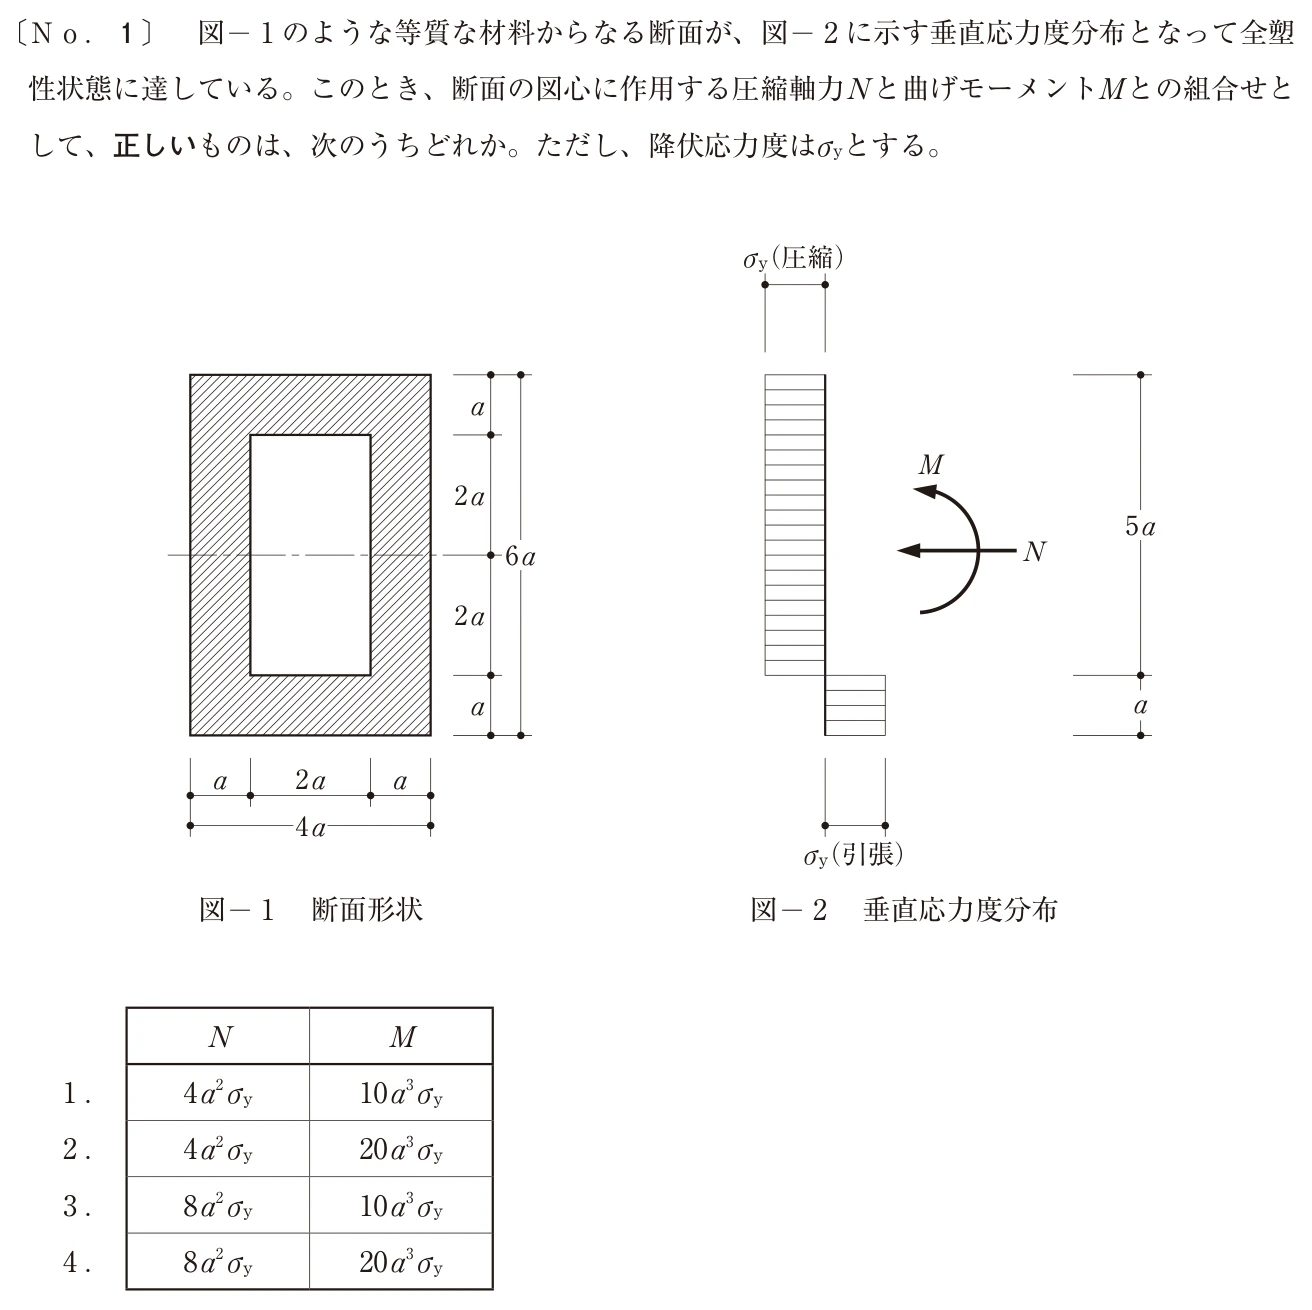 〔Ｎｏ．１〕　図－１のような等質な材料からなる断面が、図－２に示す垂直応力度分布となって全塑
性状態に達している。このとき、断面の図心に作用する圧縮軸力Nと曲げモーメントMとの組合せと
して、正しいものは、次のうちどれか。ただし、降伏応力度はσyとする。
σy(圧縮)
a
2a
6a
2a
a
a 2a a
4a
M
N
5a
a
σy(引張)
図－１　断面形状
図－２　垂直応力度分布
N M
１. 4a²σy 10a³σy
２. 4a²σy 20a³σy
３. 8a²σy 10a³σy
４. 8a²σy 20a³σy